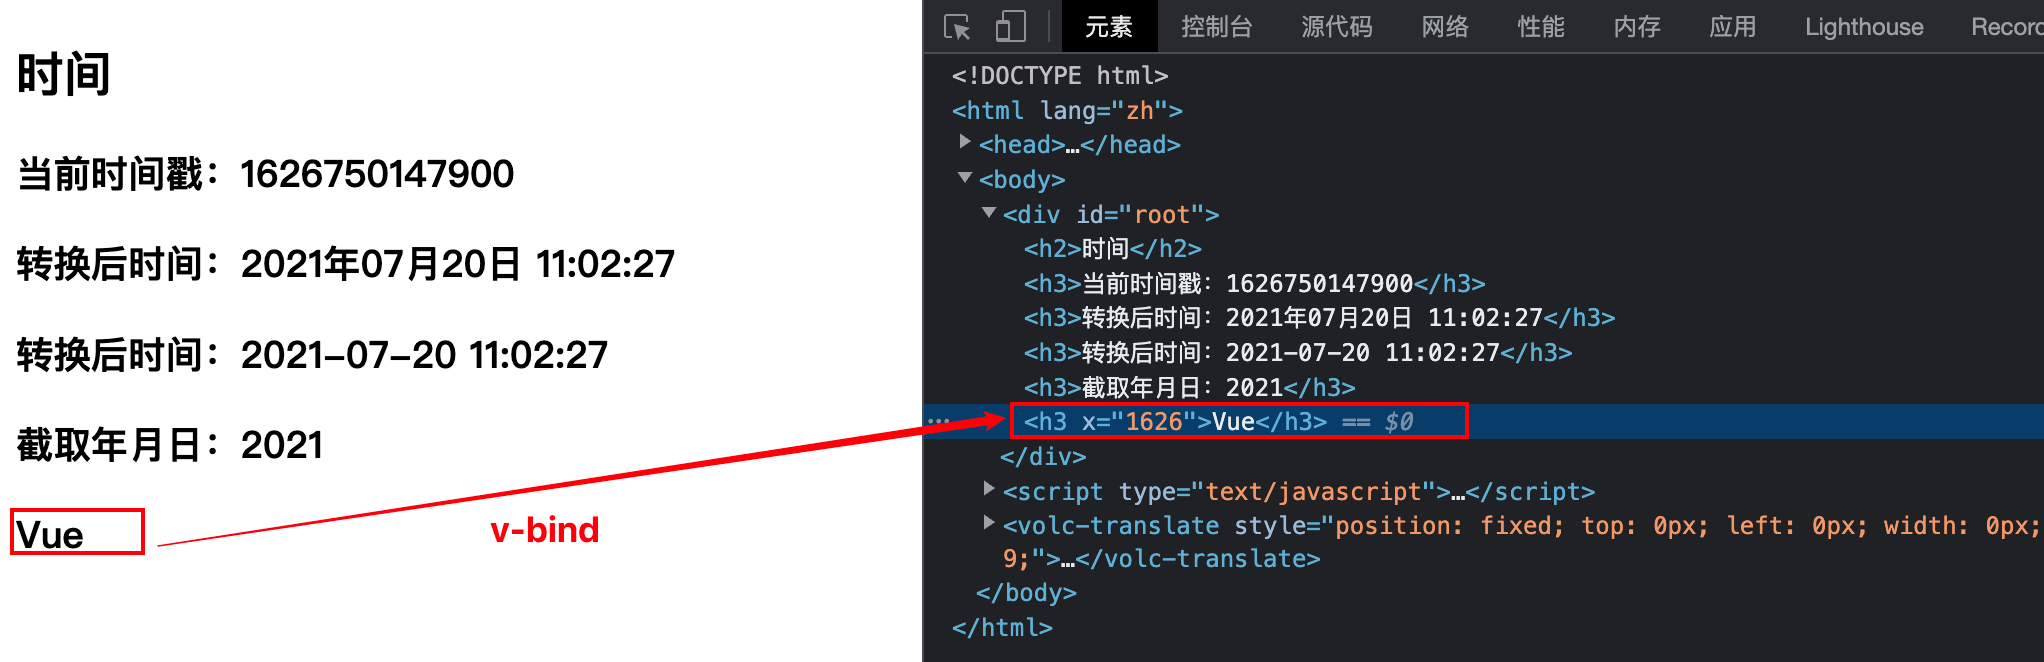 时间
当前时间戳：1626750147900
转换后时间：2021年07月20日 11:02:27
转换后时间：2021-07-20 11:02:27
截取年月日：2021
Vue
v-bind
元素 控制台 源代码 网络 性能 内存 应用 Lighthouse Recor
<!DOCTYPE html>
<html lang="zh">
<head>…</head>
<body>
<div id="root">
<h2>时间</h2>
<h3>当前时间戳：1626750147900</h3>
<h3>转换后时间：2021年07月20日 11:02:27</h3>
<h3>转换后时间：2021-07-20 11:02:27</h3>
<h3>截取年月日：2021</h3>
<h3 x="1626">Vue</h3> == $0
</div>
<script type="text/javascript">…</script>
<volc-translate style="position: fixed; top: 0px; left: 0px; width: 0px;
9;">…</volc-translate>
</body>
</html>